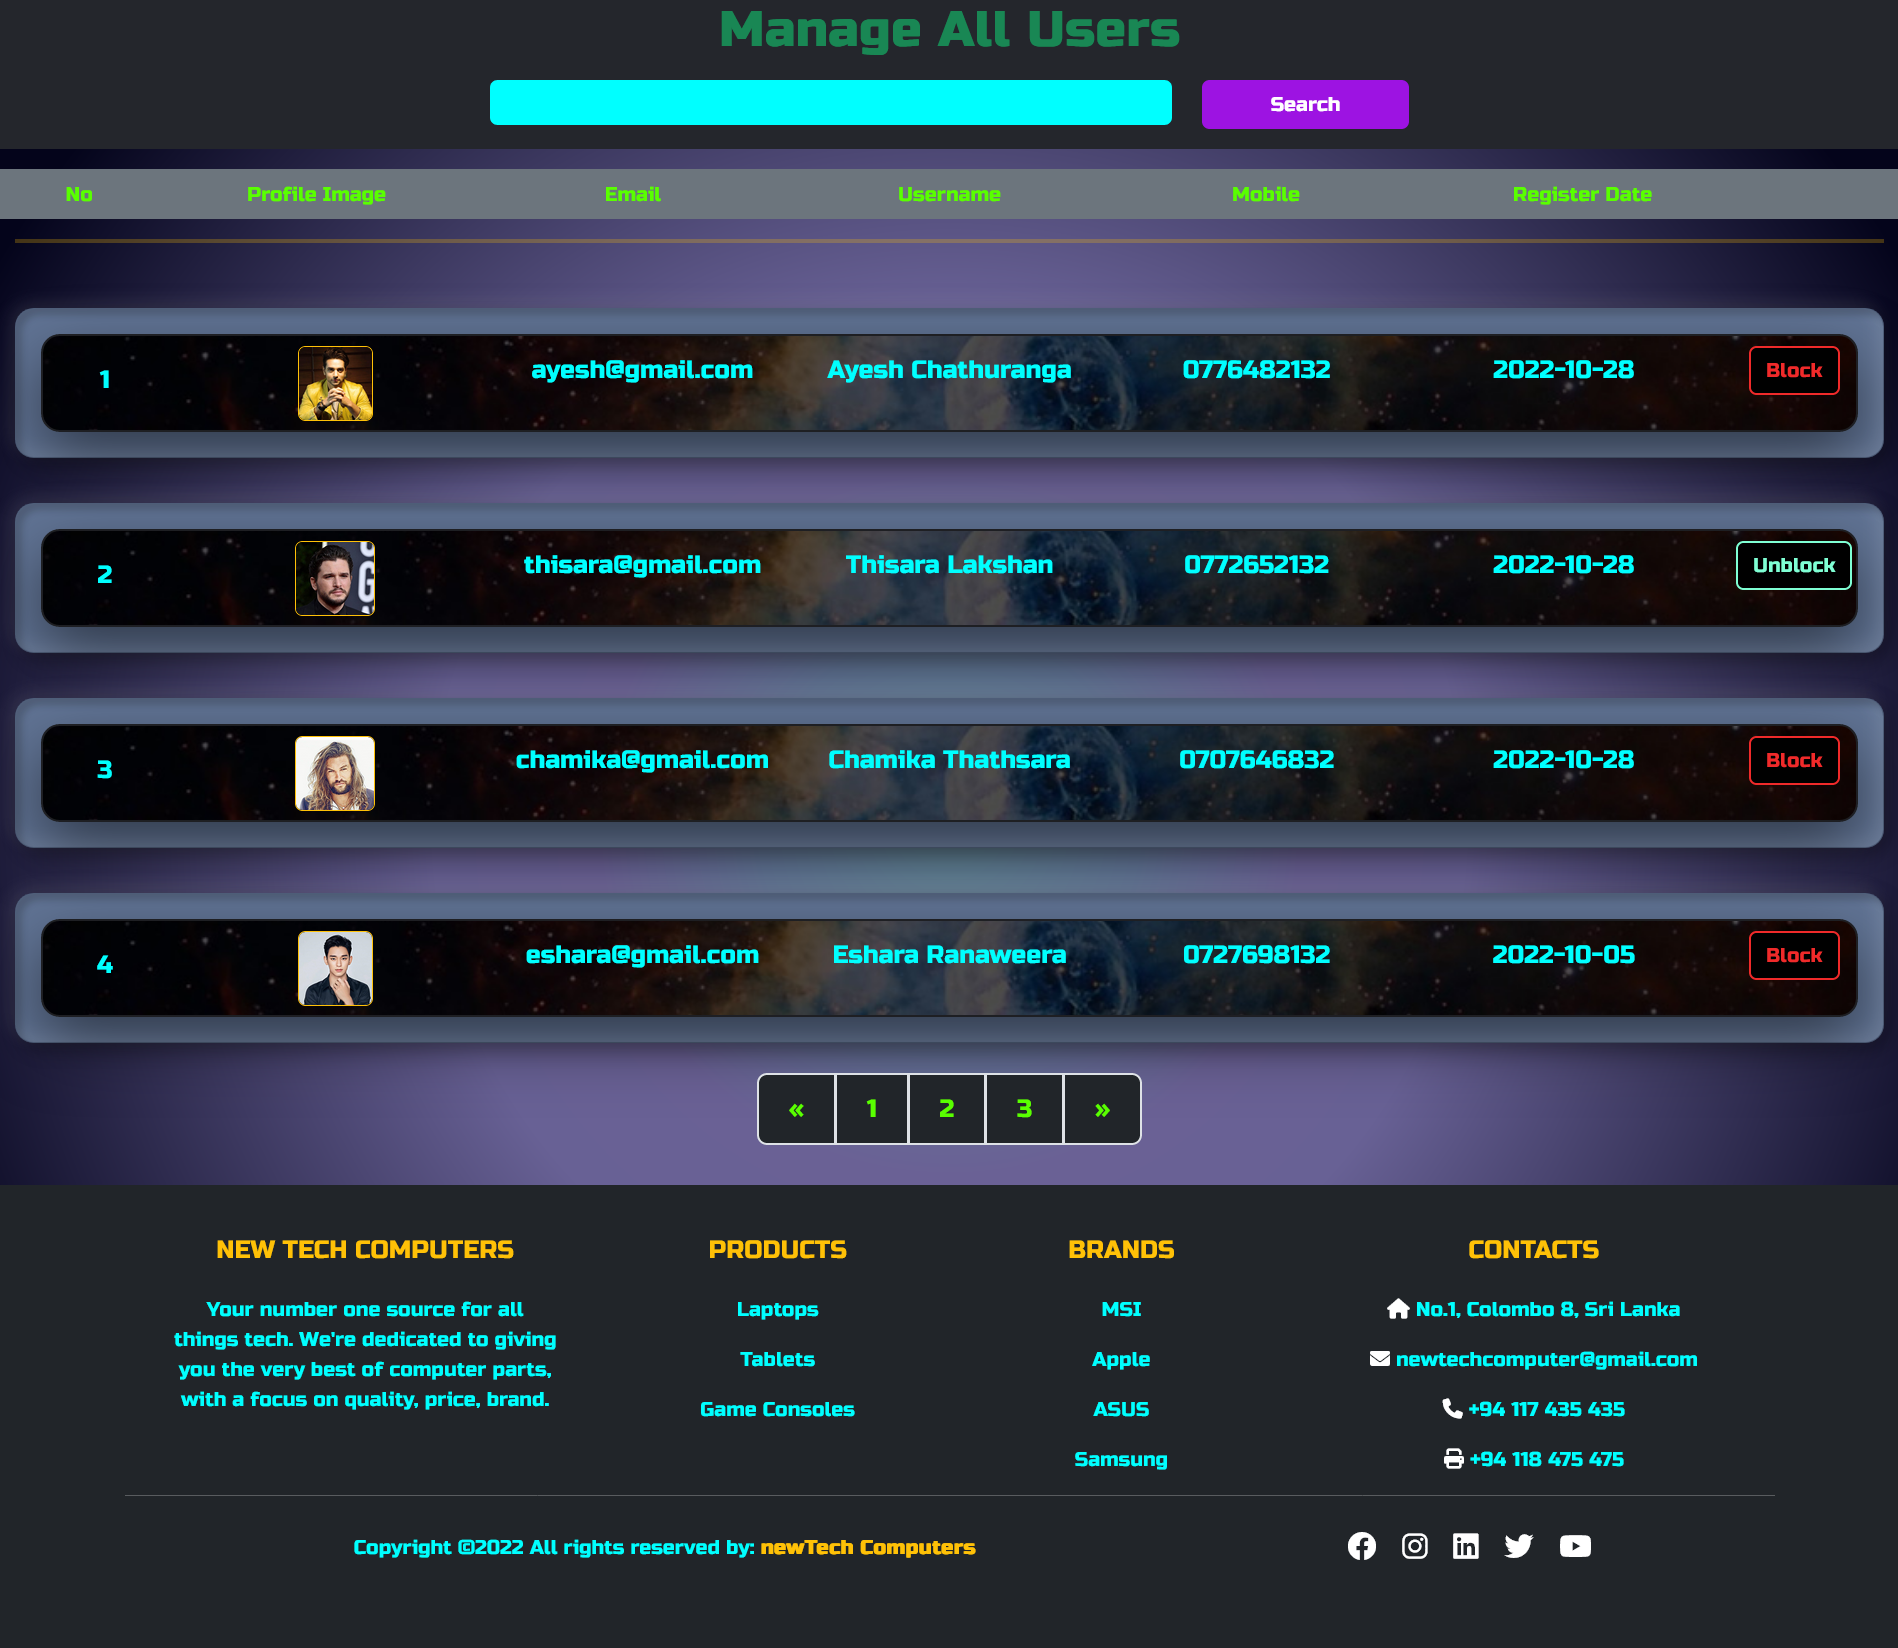 Manage All Users
Search
No Profile Image Email Username Mobile Register Date
1 ayesh@gmail.com Ayesh Chathuranga 0776482132 2022-10-28 Block
2 thisara@gmail.com Thisara Lakshan 0772652132 2022-10-28 Unblock
3 chamika@gmail.com Chamika Thathsara 0707646832 2022-10-28 Block
4 eshara@gmail.com Eshara Ranaweera 0727698132 2022-10-05 Block
« 1 2 3 »
NEW TECH COMPUTERS
Your number one source for all
things tech. We're dedicated to giving
you the very best of computer parts,
with a focus on quality, price, brand.
PRODUCTS
Laptops
Tablets
Game Consoles
BRANDS
MSI
Apple
ASUS
Samsung
CONTACTS
No.1, Colombo 8, Sri Lanka
newtechcomputer@gmail.com
+94 117 435 435
+94 118 475 475
Copyright ©2022 All rights reserved by: newTech Computers